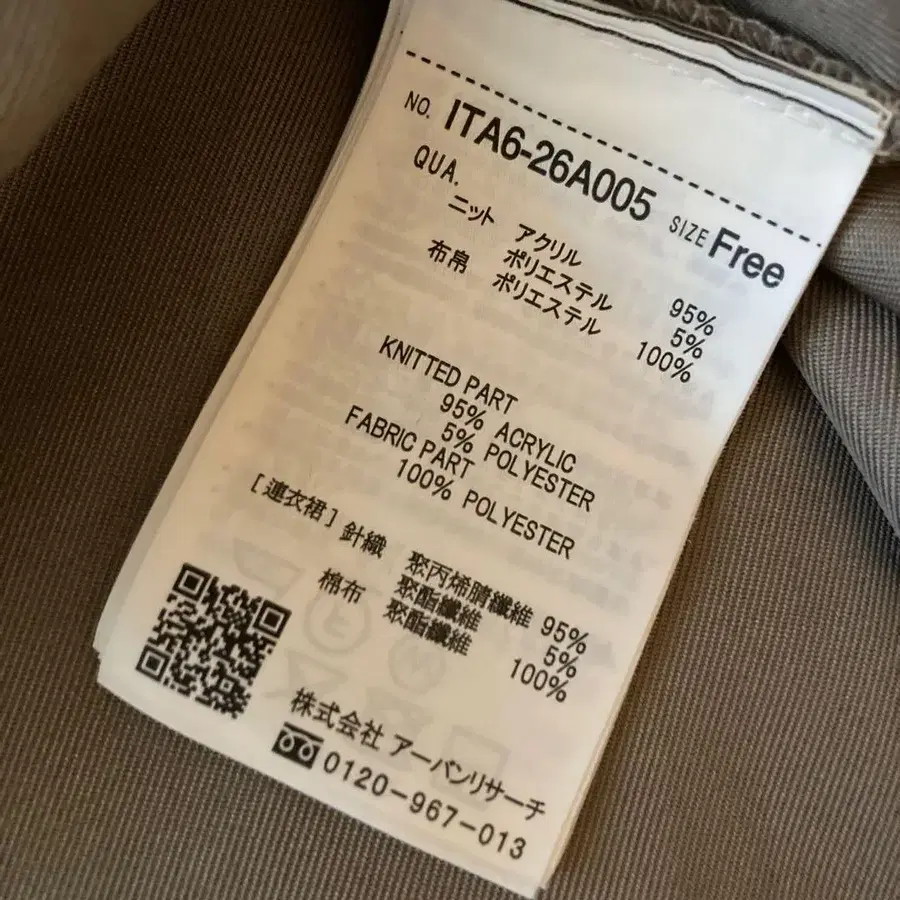 NO. ITA6-26A005 SIZE Free
QUA.
ニット アクリル 95%
ポリエステル 5%
布帛 ポリエステル 100%
KNITTED PART
95% ACRYLIC
5% POLYESTER
FABRIC PART
100% POLYESTER
[連衣裙] 針織 聚丙烯腈纖維 95%
聚酯纖維 5%
棉布 聚酯纖維 100%
株式会社 アーバンリサーチ
0120-967-013